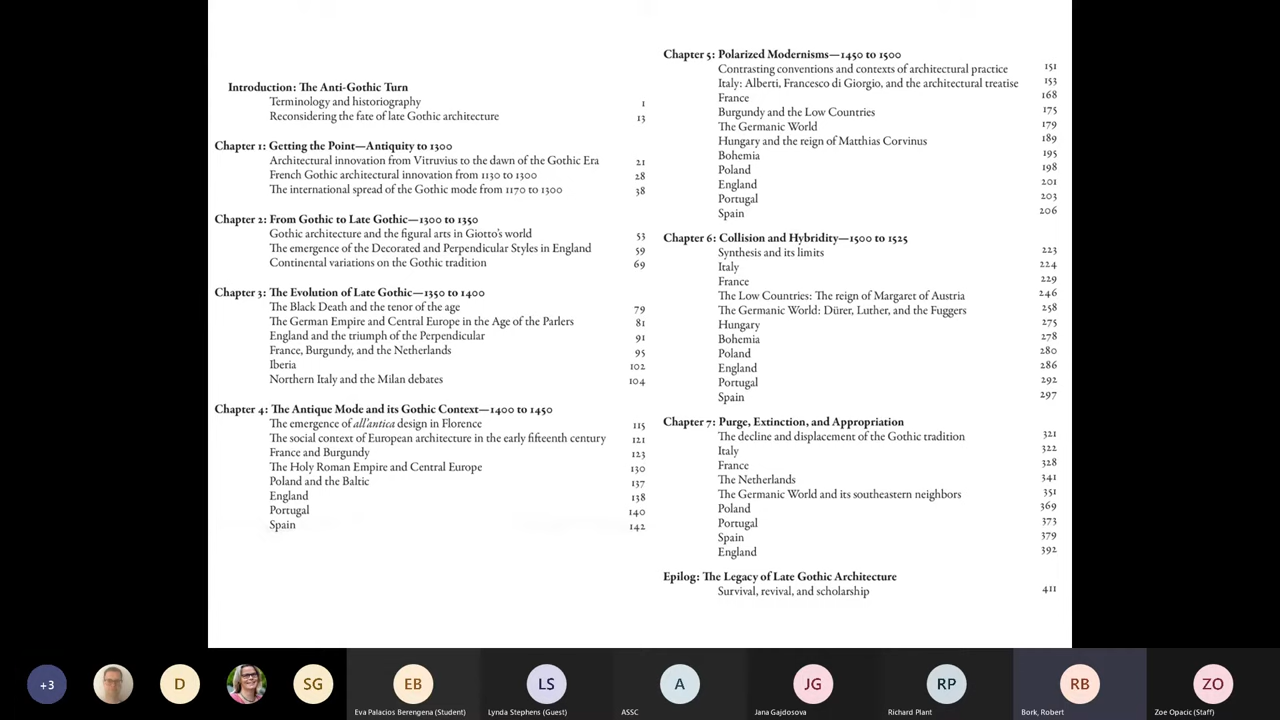 Introduction: The Anti-Gothic Turn
Terminology and historiography 1
Reconsidering the fate of late Gothic architecture 13
Chapter 1: Getting the Point—Antiquity to 1300
Architectural innovation from Vitruvius to the dawn of the Gothic Era 21
French Gothic architectural innovation from 1130 to 1300 28
The international spread of the Gothic mode from 1170 to 1300 38
Chapter 2: From Gothic to Late Gothic—1300 to 1350
Gothic architecture and the figural arts in Giotto's world 53
The emergence of the Decorated and Perpendicular Styles in England 59
Continental variations on the Gothic tradition 69
Chapter 3: The Evolution of Late Gothic—1350 to 1400
The Black Death and the tenor of the age 79
The German Empire and Central Europe in the Age of the Parlers 81
England and the triumph of the Perpendicular 91
France, Burgundy, and the Netherlands 95
Iberia 102
Northern Italy and the Milan debates 104
Chapter 4: The Antique Mode and its Gothic Context—1400 to 1450
The emergence of all'antica design in Florence 115
The social context of European architecture in the early fifteenth century 121
France and Burgundy 123
The Holy Roman Empire and Central Europe 130
Poland and the Baltic 137
England 138
Portugal 140
Spain 142
Chapter 5: Polarized Modernisms—1450 to 1500
Contrasting conventions and contexts of architectural practice 151
Italy: Alberti, Francesco di Giorgio, and the architectural treatise 153
France 168
Burgundy and the Low Countries 175
The Germanic World 179
Hungary and the reign of Matthias Corvinus 189
Bohemia 195
Poland 198
England 201
Portugal 203
Spain 206
Chapter 6: Collision and Hybridity—1500 to 1525
Synthesis and its limits 223
Italy 224
France 229
The Low Countries: The reign of Margaret of Austria 246
The Germanic World: Dürer, Luther, and the Fuggers 258
Hungary 275
Bohemia 278
Poland 280
England 286
Portugal 292
Spain 297
Chapter 7: Purge, Extinction, and Appropriation
The decline and displacement of the Gothic tradition 321
Italy 322
France 328
The Netherlands 341
The Germanic World and its southeastern neighbors 351
Poland 369
Portugal 373
Spain 379
England 392
Epilog: The Legacy of Late Gothic Architecture
Survival, revival, and scholarship 411
+3
D
SG
EB
Eva Palacios Berengena (Student)
LS
Lynda Stephens (Guest)
A
ASSC
JG
Jana Gajdosova
RP
Richard Plant
RB
Bork, Robert
ZO
Zoe Opacic (Staff)